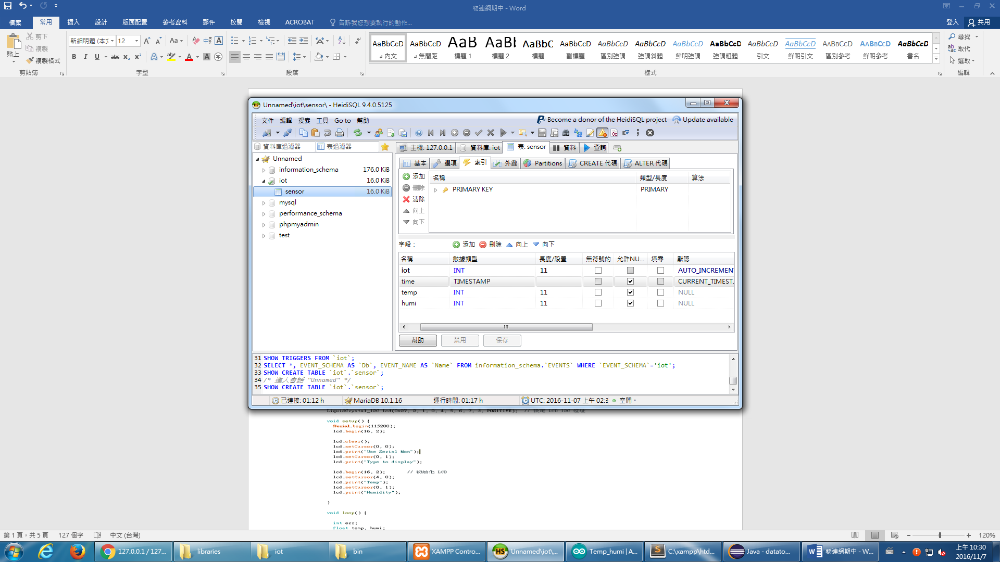 物連網期中 - Word
檔案 常用 插入 設計 版面配置 參考資料 郵件 校閱 檢視 ACROBAT 告訴我您想要執行的動作... 登入 共用
貼上 剪下 複製 複製格式 剪貼簿
新細明體 (本文 12 字型
段落
AaBbCcD AaBbCcD AaB AaBl AaBbC AaBbCcD AaBbCcD AaBbCcD AaBbCcD AaBbCcD AaBbCcD AaBbCcD AaBbCcD AaBbCcD AaBbCcD
內文 無間距 標題 1 標題 2 標題 副標題 區別強調 強調斜體 鮮明強調 強調粗體 引文 鮮明引文 區別參考 鮮明參考 書名
樣式
尋找
取代
選取
編輯
Unnamed\iot\sensor\ - HeidiSQL 9.4.0.5125
文件 編輯 搜索 工具 Go to 幫助 Become a donor of the HeidiSQL project Update available
資料庫過濾器 表過濾器
Unnamed
information_schema 176.0 KiB
iot 16.0 KiB
sensor 16.0 KiB
mysql
performance_schema
phpmyadmin
test
主機: 127.0.0.1 資料庫: iot 表: sensor 資料 查詢
基本 選項 索引 外鍵 Partitions CREATE 代碼 ALTER 代碼
添加
刪除
清除
向上
向下
名稱 類型/長度 算法
PRIMARY KEY PRIMARY
字段： 添加 刪除 向上 向下
名稱 數據類型 長度/設置 無符號的 允許NU... 填零 默認
iot INT 11 AUTO_INCREMEN
time TIMESTAMP CURRENT_TIMEST...
temp INT 11 NULL
humi INT 11 NULL
幫助 禁用 保存
31 SHOW TRIGGERS FROM `iot`;
32 SELECT *, EVENT_SCHEMA AS `Db`, EVENT_NAME AS `Name` FROM information_schema.`EVENTS` WHERE `EVENT_SCHEMA`='iot';
33 SHOW CREATE TABLE `iot`.`sensor`;
34 /* 進入會話 "Unnamed" */
35 SHOW CREATE TABLE `iot`.`sensor`;
已連接: 01:12 h MariaDB 10.1.16 運行時間: 01:17 h UTC: 2016-11-07 上午 02:3 空閒。
LiquidCrystal_I2C lcd(0x27, 2, 1, 0, 4, 5, 6, 7, 3, POSITIVE); // 設定 LCD I2C 位址
void setup() {
Serial.begin(115200);
lcd.begin(16, 2);
lcd.clear();
lcd.setCursor(0, 0);
lcd.print("Use Serial Mon");
lcd.setCursor(0, 1);
lcd.print("Type to display");
lcd.begin(16, 2); // 初始化 LCD
lcd.setCursor(4, 0);
lcd.print("Temp");
lcd.setCursor(0, 1);
lcd.print("Humidity");
}
void loop() {
int err;
float temp, humi;
第 1 頁，共 5 頁 127 個字 中文 (台灣) 120%
127.0.0.1 / 127... libraries iot bin XAMPP Contro... Unnamed\iot\... Temp_humi | A... C:\xampp\htd... Java - datato... 物連網期中 - W... 上午 10:30
2016/11/7